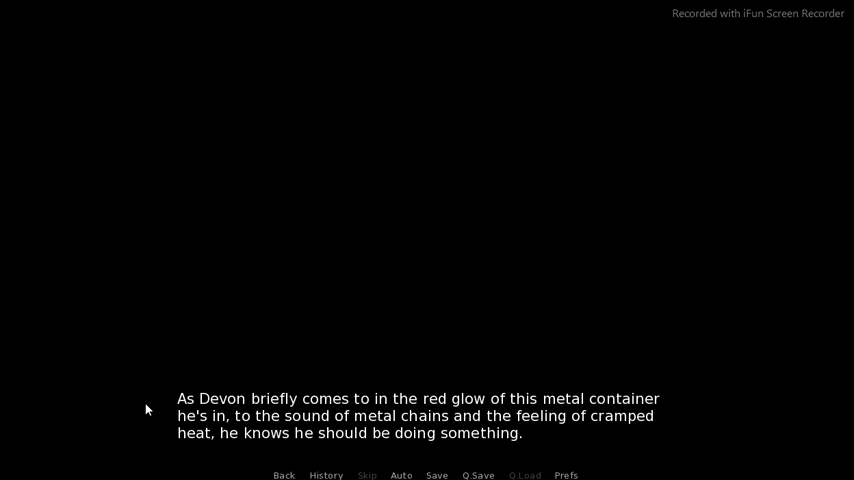 Recorded with iFun Screen Recorder
As Devon briefly comes to in the red glow of this metal container
he's in, to the sound of metal chains and the feeling of cramped
heat, he knows he should be doing something.
Back History Skip Auto Save Q.Save Q.Load Prefs